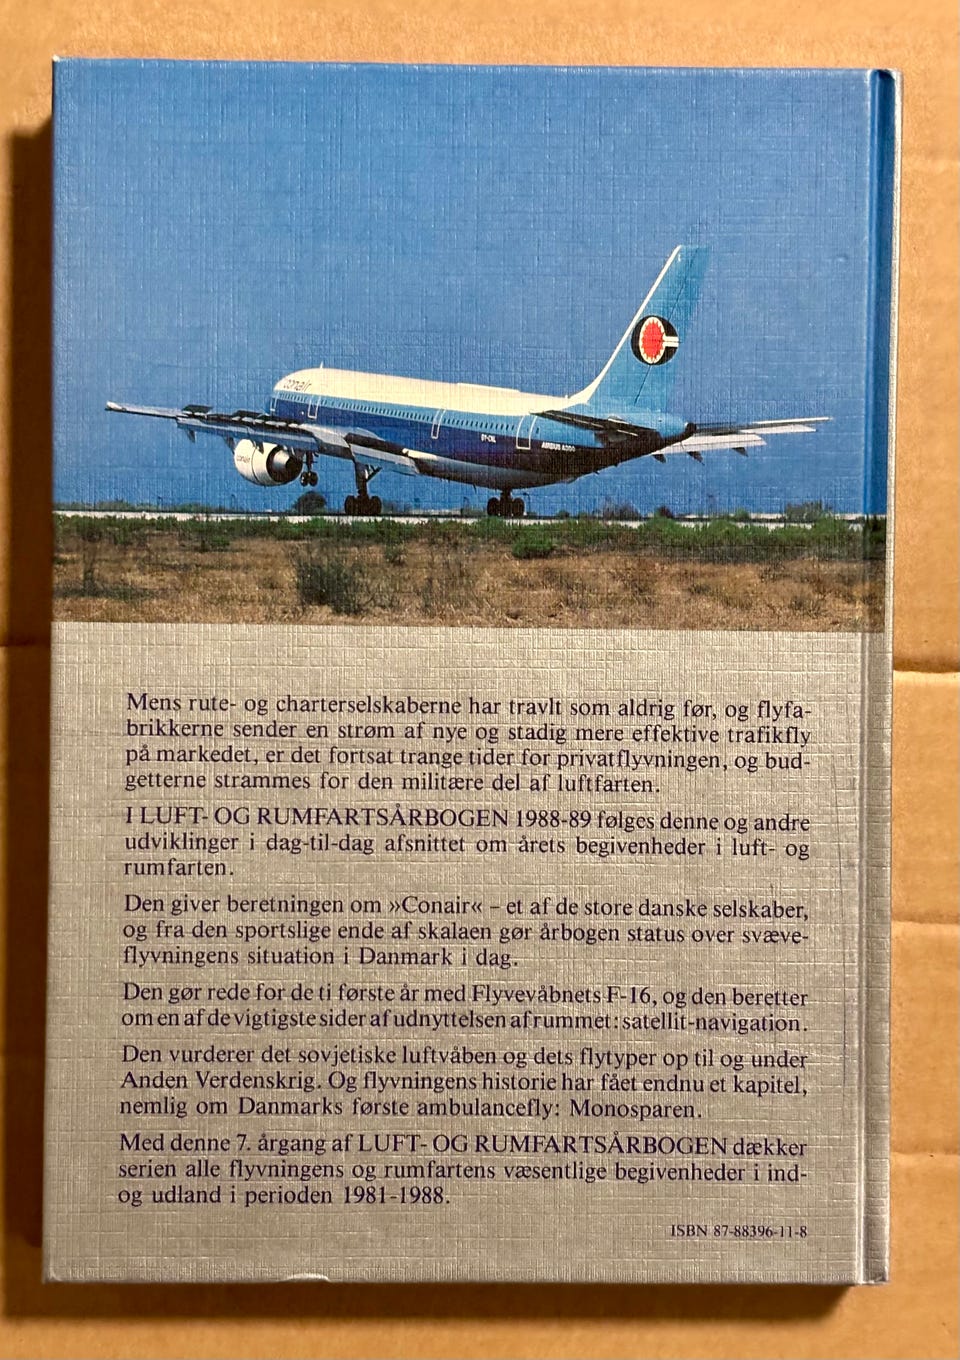 conair
conair
OY-CNL
AIRBUS A300
Mens rute- og charterselskaberne har travlt som aldrig før, og flyfa-
brikkerne sender en strøm af nye og stadig mere effektive trafikfly
på markedet, er det fortsat trange tider for privatflyvningen, og bud-
getterne strammes for den militære del af luftfarten.
I LUFT- OG RUMFARTSÅRBOGEN 1988-89 følges denne og andre
udviklinger i dag-til-dag afsnittet om årets begivenheder i luft- og
rumfarten.
Den giver beretningen om »Conair« – et af de store danske selskaber,
og fra den sportslige ende af skalaen gør årbogen status over svæve-
flyvningens situation i Danmark i dag.
Den gør rede for de ti første år med Flyvevåbnets F-16, og den beretter
om en af de vigtigste sider af udnyttelsen af rummet: satellit-navigation.
Den vurderer det sovjetiske luftvåben og dets flytyper op til og under
Anden Verdenskrig. Og flyvningens historie har fået endnu et kapitel,
nemlig om Danmarks første ambulancefly: Monosparen.
Med denne 7. årgang af LUFT- OG RUMFARTSÅRBOGEN dækker
serien alle flyvningens og rumfartens væsentlige begivenheder i ind-
og udland i perioden 1981-1988.
ISBN 87-88396-11-8